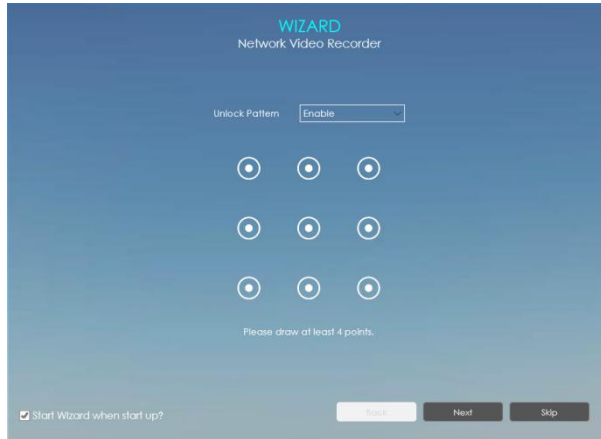 WIZARD
Network Video Recorder
Unlock Pattern Enable
Please draw at least 4 points.
Start Wizard when start up? Back Next Skip